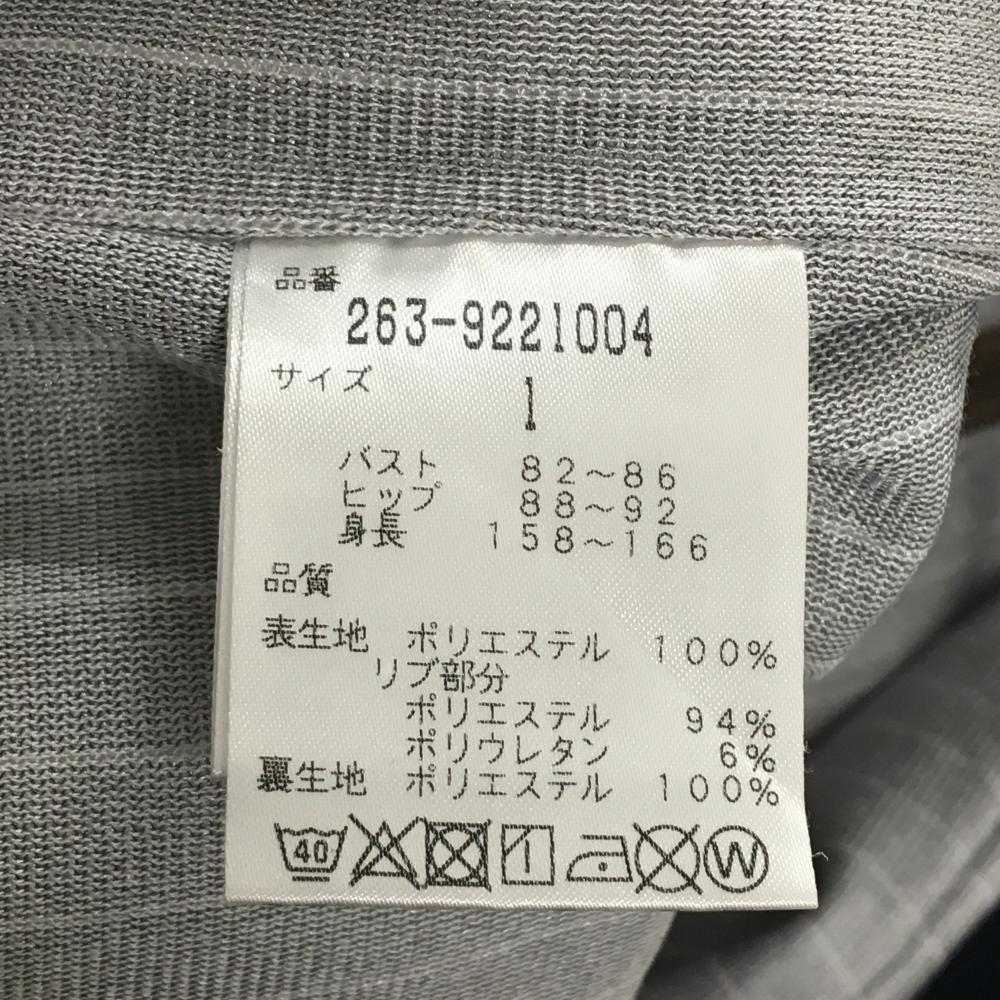 品番
263-9221004
サイズ
1
バスト 82～86
ヒップ 88～92
身長 158～166
品質
表生地 ポリエステル 100%
リブ部分
ポリエステル 94%
ポリウレタン 6%
裏生地 ポリエステル 100%
40 W